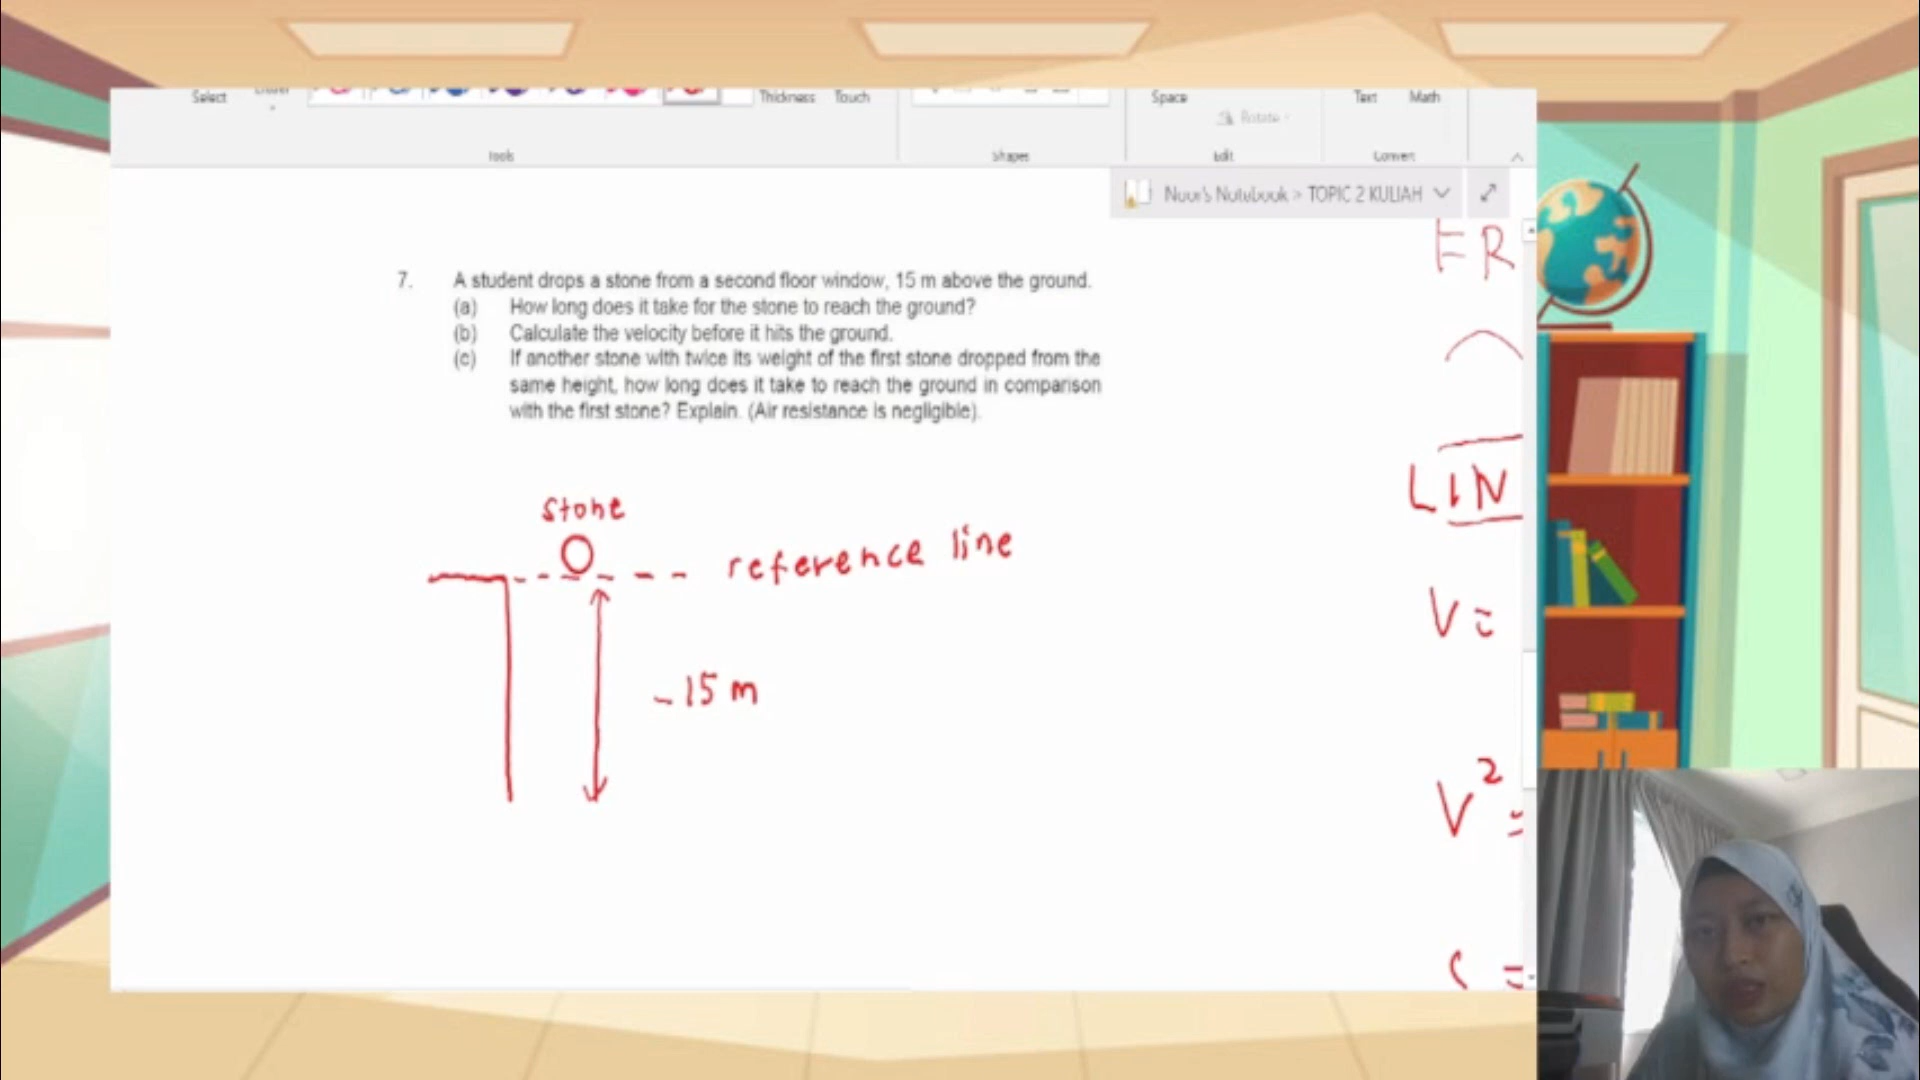 Select
Thickness Touch
Space
Text Math
Rotate
Tools
Shapes
Edit
Convert
Noor's Notebook > TOPIC 2 KULIAH
FR
7. A student drops a stone from a second floor window, 15 m above the ground.
(a) How long does it take for the stone to reach the ground?
(b) Calculate the velocity before it hits the ground.
(c) If another stone with twice its weight of the first stone dropped from the
same height, how long does it take to reach the ground in comparison
with the first stone? Explain. (Air resistance is negligible).
LIN
stone
reference line
V=
-15 m
V²=
=